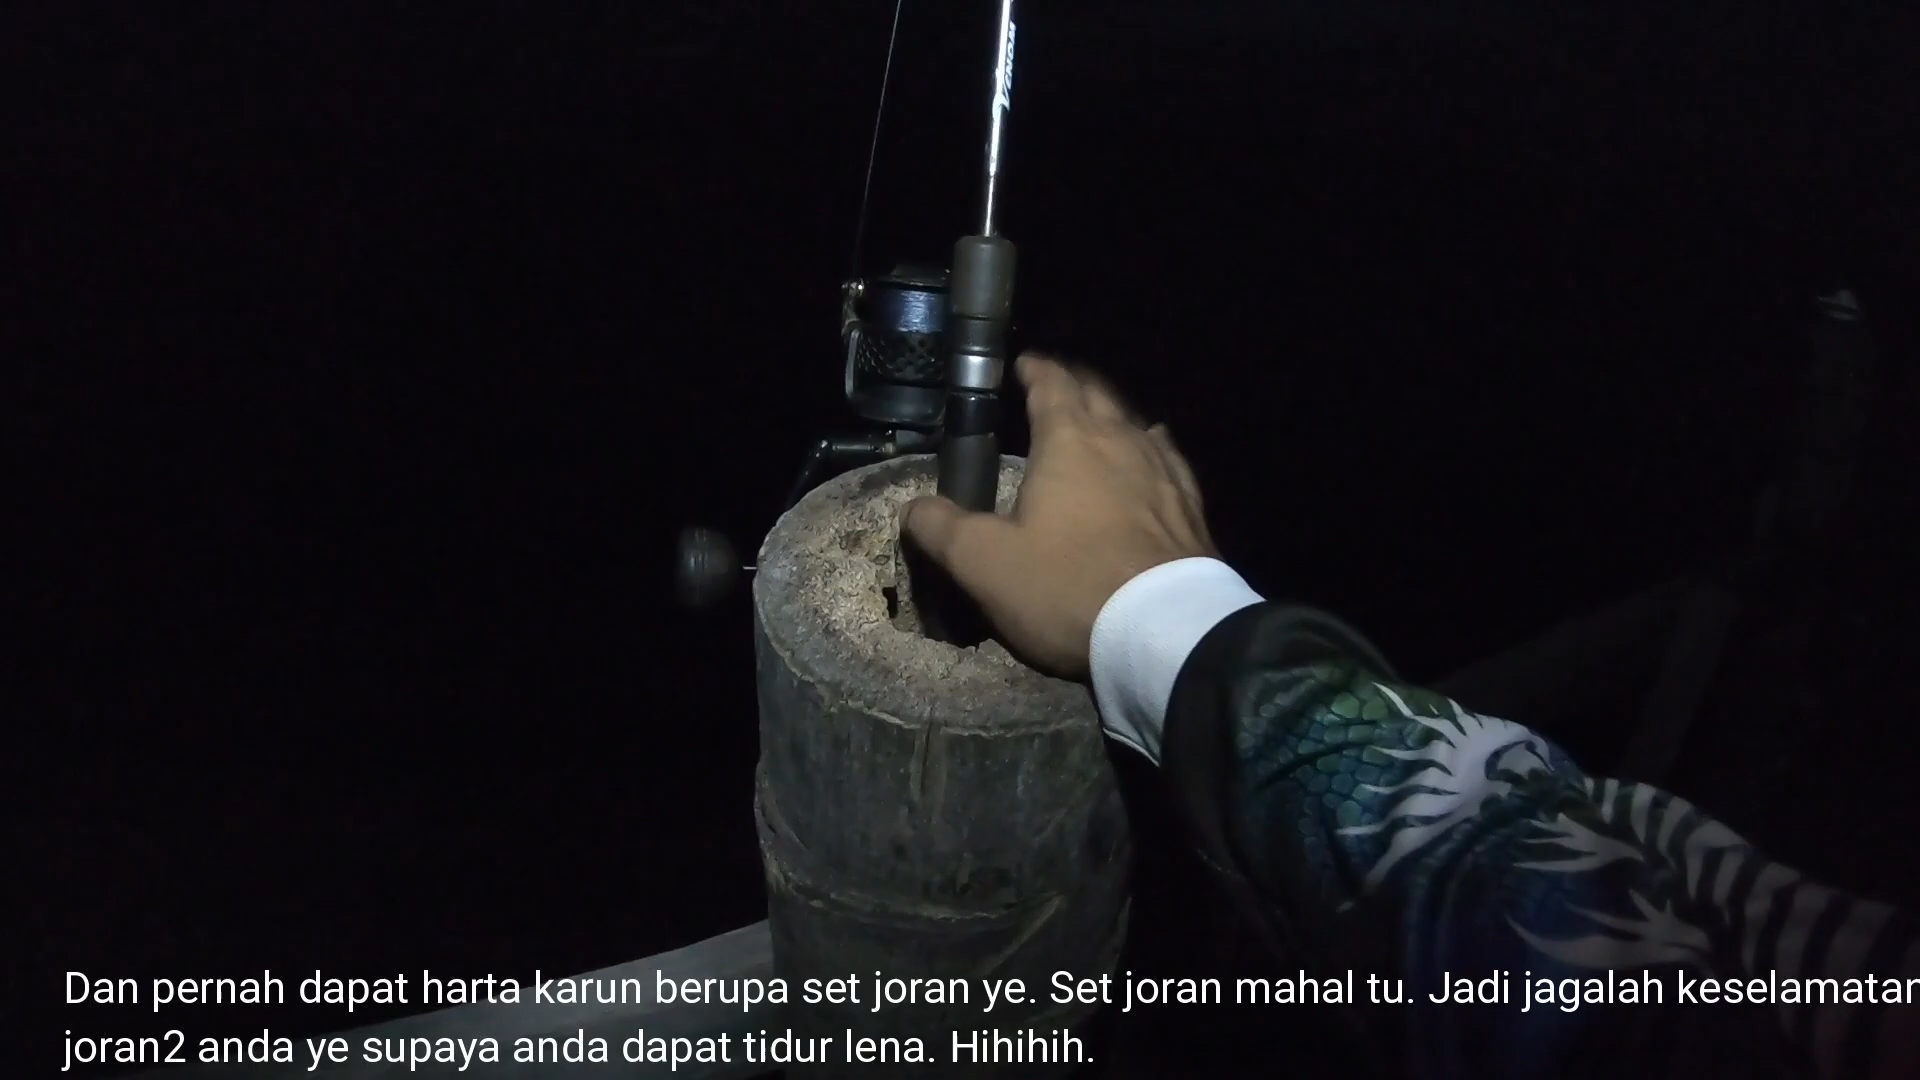 VENOM
Dan pernah dapat harta karun berupa set joran ye. Set joran mahal tu. Jadi jagalah keselamatan
joran2 anda ye supaya anda dapat tidur lena. Hihihih.